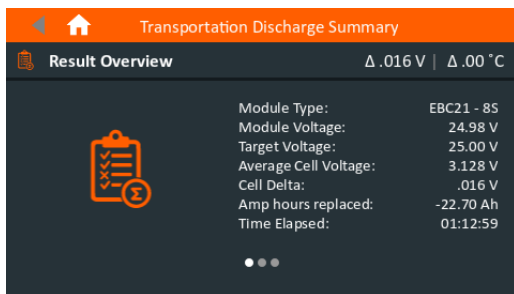 Transportation Discharge Summary
Result Overview Δ .016 V | Δ .00 °C
Module Type: EBC21 - 8S
Module Voltage: 24.98 V
Target Voltage: 25.00 V
Average Cell Voltage: 3.128 V
Cell Delta: .016 V
Amp hours replaced: -22.70 Ah
Time Elapsed: 01:12:59